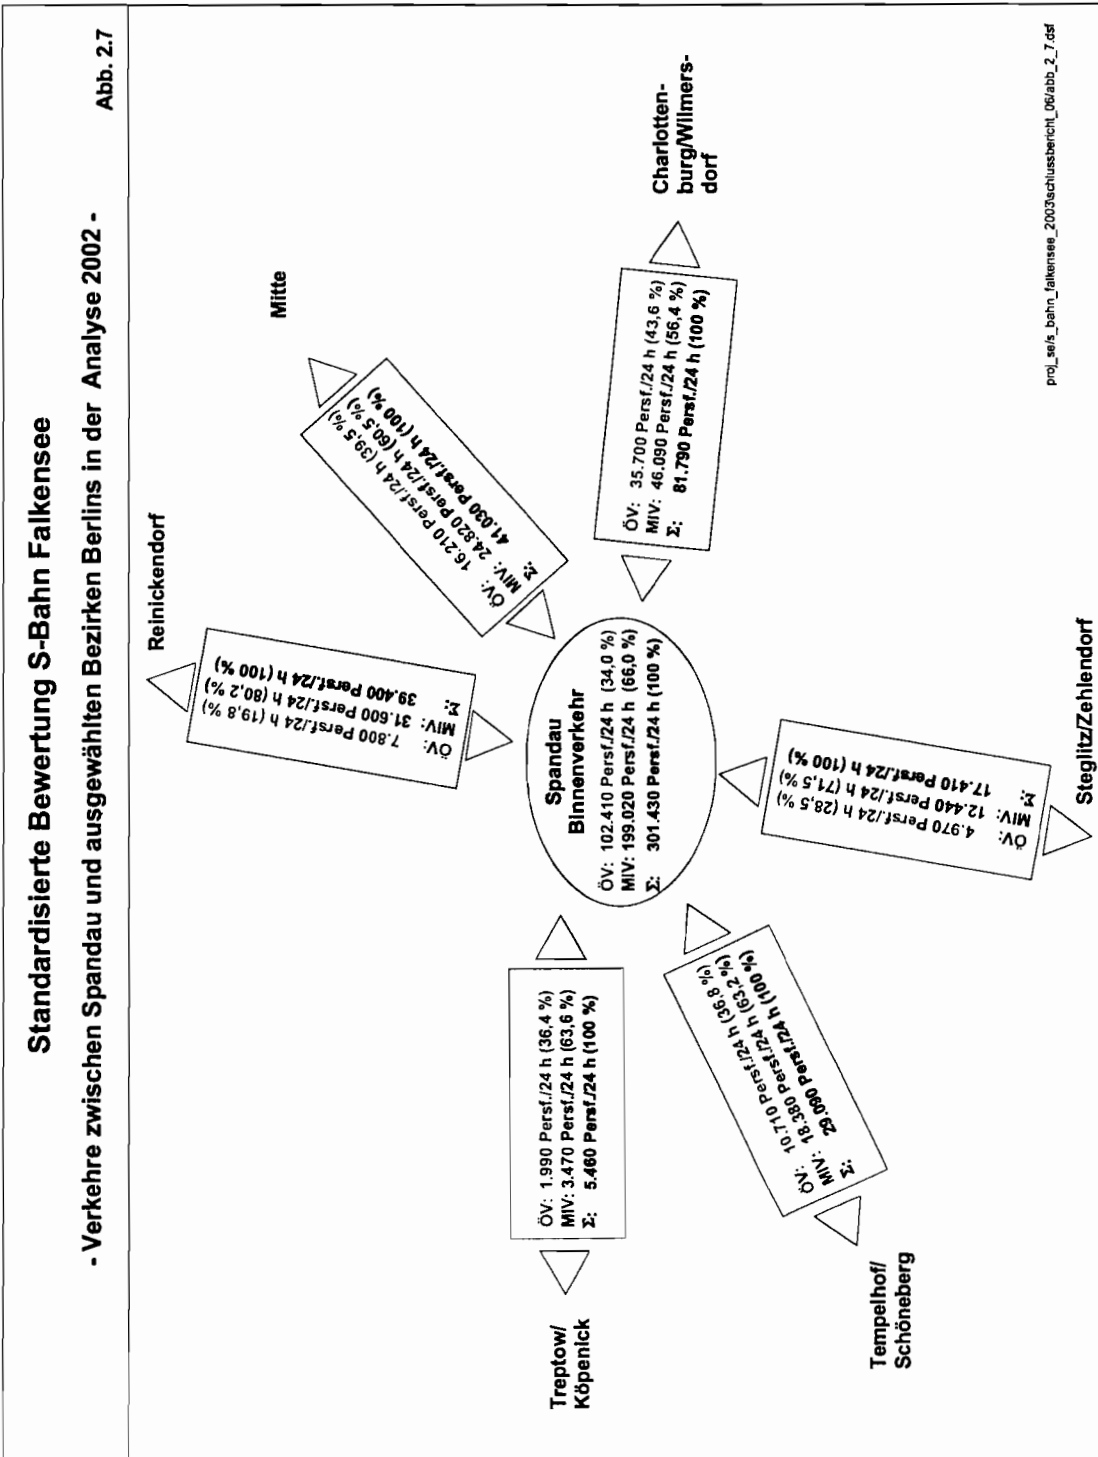 Standardisierte Bewertung S-Bahn Falkensee
- Verkehre zwischen Spandau und ausgewählten Bezirken Berlins in der Analyse 2002 -
Abb. 2.7
Reinickendorf
ÖV: 7.800 Persf./24 h (19,8 %)
MIV: 31.600 Persf./24 h (80,2 %)
Σ: 39.400 Persf./24 h (100 %)
Mitte
ÖV: 16.210 Persf./24 h (39,5 %)
MIV: 24.820 Persf./24 h (60,5 %)
Σ: 41.030 Persf./24 h (100 %)
Treptow/
Köpenick
ÖV: 1.990 Persf./24 h (36,4 %)
MIV: 3.470 Persf./24 h (63,6 %)
Σ: 5.460 Persf./24 h (100 %)
Spandau
Binnenverkehr
ÖV: 102.410 Persf./24 h (34,0 %)
MIV: 199.020 Persf./24 h (66,0 %)
Σ: 301.430 Persf./24 h (100 %)
Charlotten-
burg/Wilmers-
dorf
ÖV: 35.700 Persf./24 h (43,6 %)
MIV: 46.090 Persf./24 h (56,4 %)
Σ: 81.790 Persf./24 h (100 %)
Tempelhof/
Schöneberg
ÖV: 10.710 Persf./24 h (36,8 %)
MIV: 18.380 Persf./24 h (63,2 %)
Σ: 29.090 Persf./24 h (100 %)
Steglitz/Zehlendorf
ÖV: 4.970 Persf./24 h (28,5 %)
MIV: 12.440 Persf./24 h (71,5 %)
Σ: 17.410 Persf./24 h (100 %)
proj_se/s_bahn_falkensee_2003/schlussbericht_06/abb_2_7.dsf